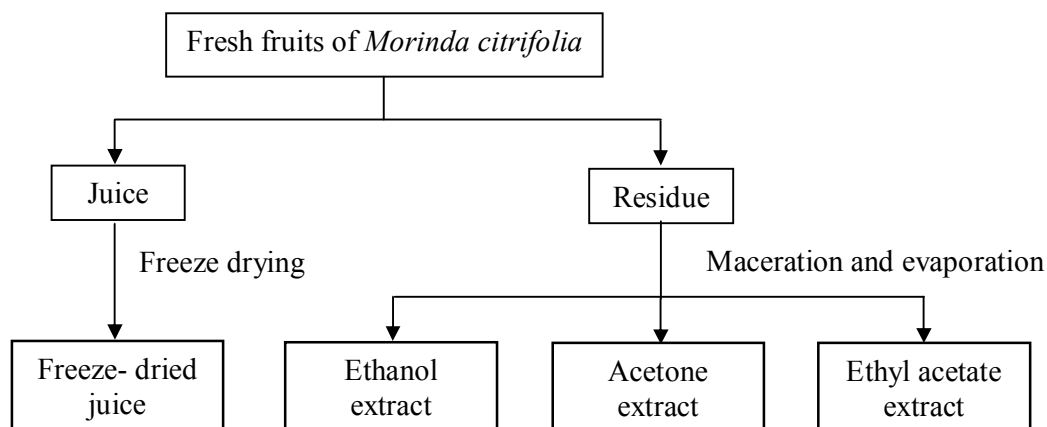 Fresh fruits of Morinda citrifolia
Juice
Residue
Freeze drying
Maceration and evaporation
Freeze- dried
juice
Ethanol
extract
Acetone
extract
Ethyl acetate
extract